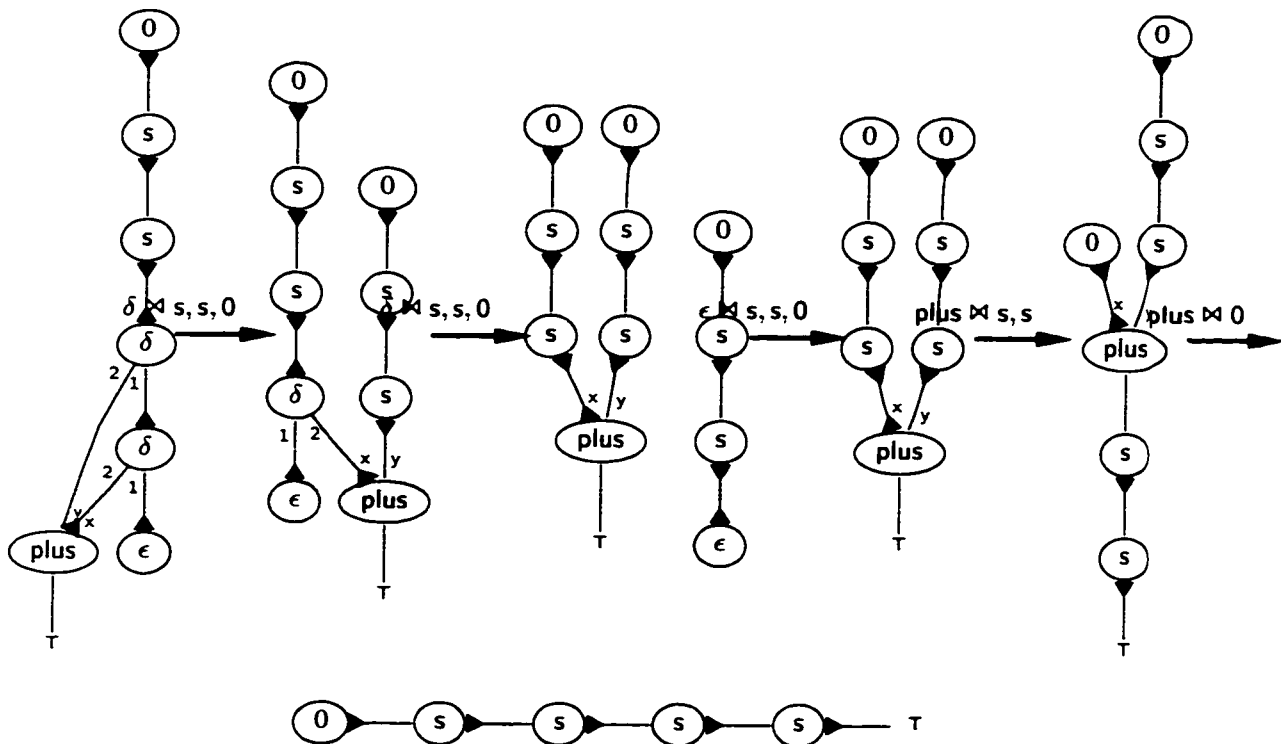 0
s
s
δ ⋈ s, s, 0
δ
2 1
δ
2 1
y
x
plus
ϵ
T
0
s
s
δ
1 2
ϵ
0
s
s
x y
plus
T
δ ⋈ s, s, 0
0 0
s s
s s
x y
plus
T
0
s
s
ϵ
ϵ ⋈ s, s, 0
0 0
s s
s s
x y
plus
T
plus ⋈ s, s
0
s
0 s
x
plus
s
s
T
plus ⋈ 0
0 s s s s T